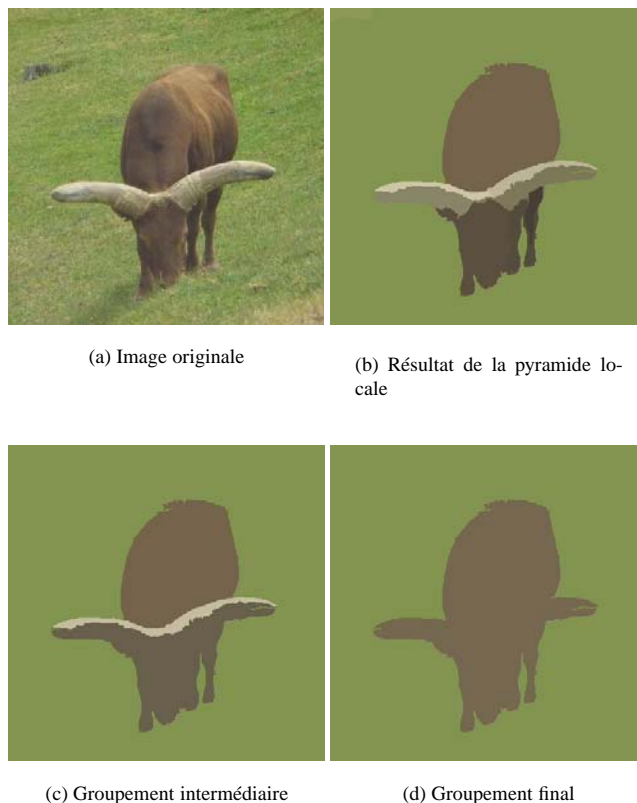 (a) Image originale
(b) Résultat de la pyramide lo-
cale
(c) Groupement intermédiaire
(d) Groupement final